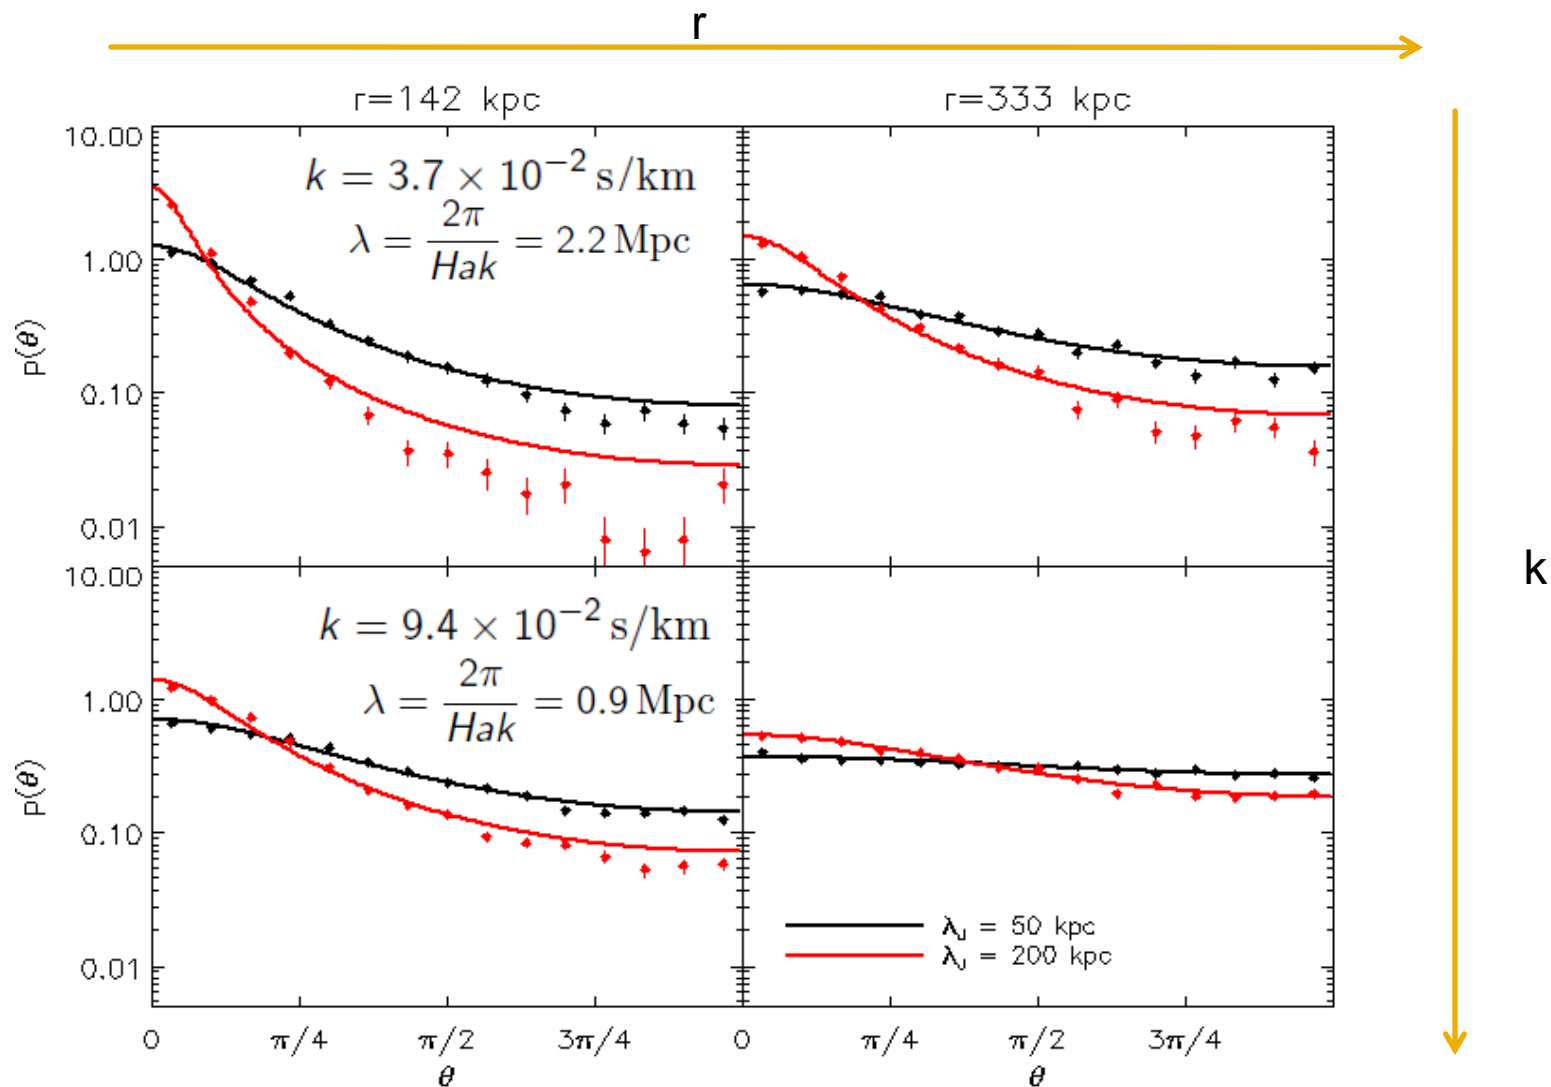 r
r=142 kpc
r=333 kpc
10.00
1.00
0.10
0.01
p(θ)
k = 3.7 × 10⁻² s/km
λ = 2π/Hak = 2.2 Mpc
k
10.00
1.00
0.10
0.01
p(θ)
k = 9.4 × 10⁻² s/km
λ = 2π/Hak = 0.9 Mpc
λ_J = 50 kpc
λ_J = 200 kpc
0 π/4 π/2 3π/4 0 π/4 π/2 3π/4
θ θ